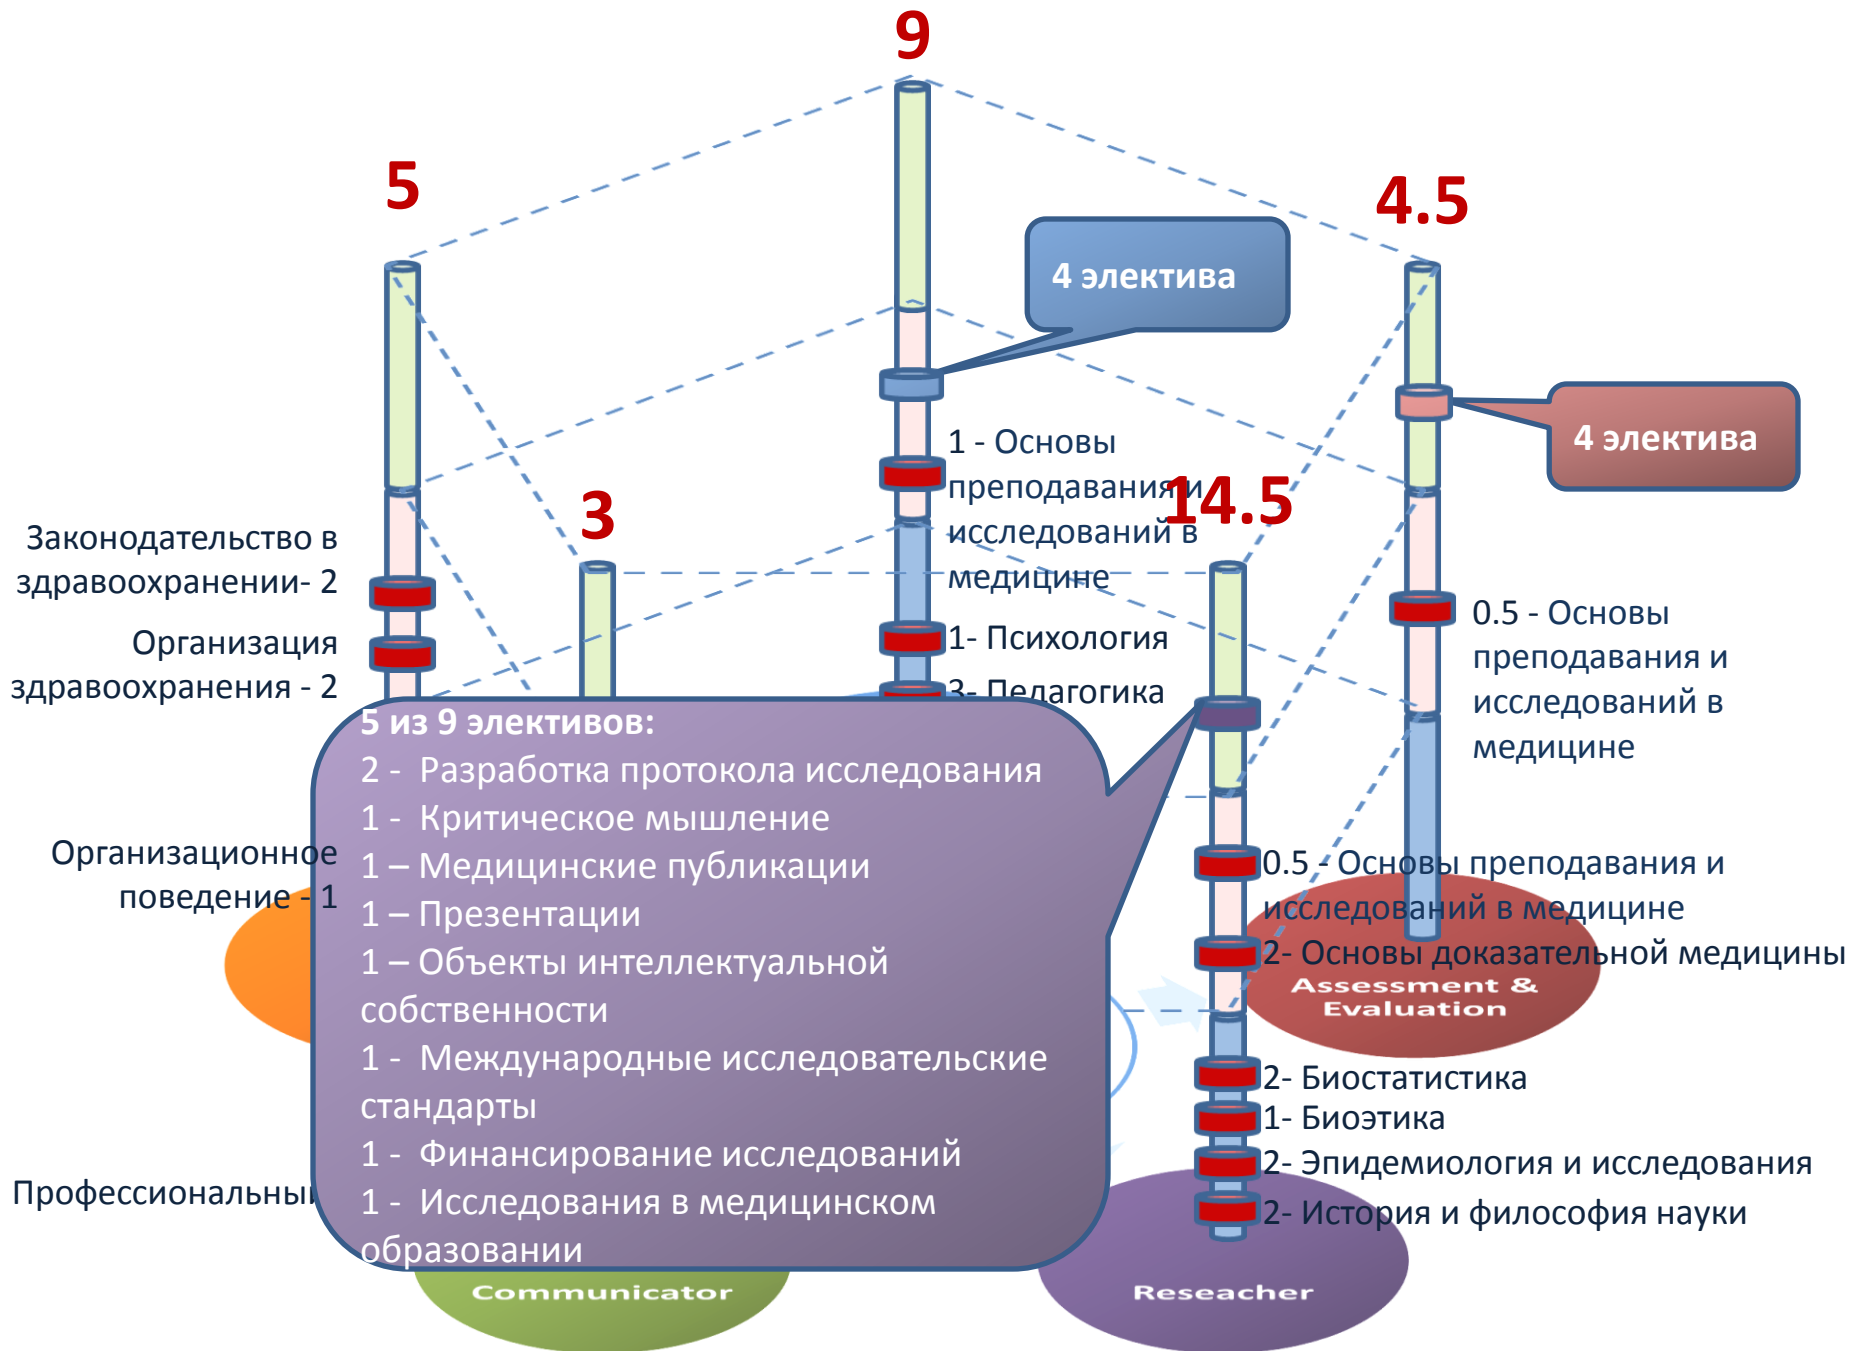 9
5
4.5
4 электива
4 электива
1 - Основы
преподавания и
исследований в
медицине
14.5
3
Законодательство в
здравоохранении- 2
Организация
здравоохранения - 2
1- Психология
3- Педагогика
0.5 - Основы
преподавания и
исследований в
медицине
5 из 9 элективов:
2 - Разработка протокола исследования
1 - Критическое мышление
1 – Медицинские публикации
1 – Презентации
1 – Объекты интеллектуальной
собственности
1 - Международные исследовательские
стандарты
1 - Финансирование исследований
1 - Исследования в медицинском
образовании
Организационное
поведение - 1
0.5 - Основы преподавания и
исследований в медицине
2- Основы доказательной медицины
Assessment &
Evaluation
2- Биостатистика
1- Биоэтика
2- Эпидемиология и исследования
2- История и философия науки
Communicator
Reseacher